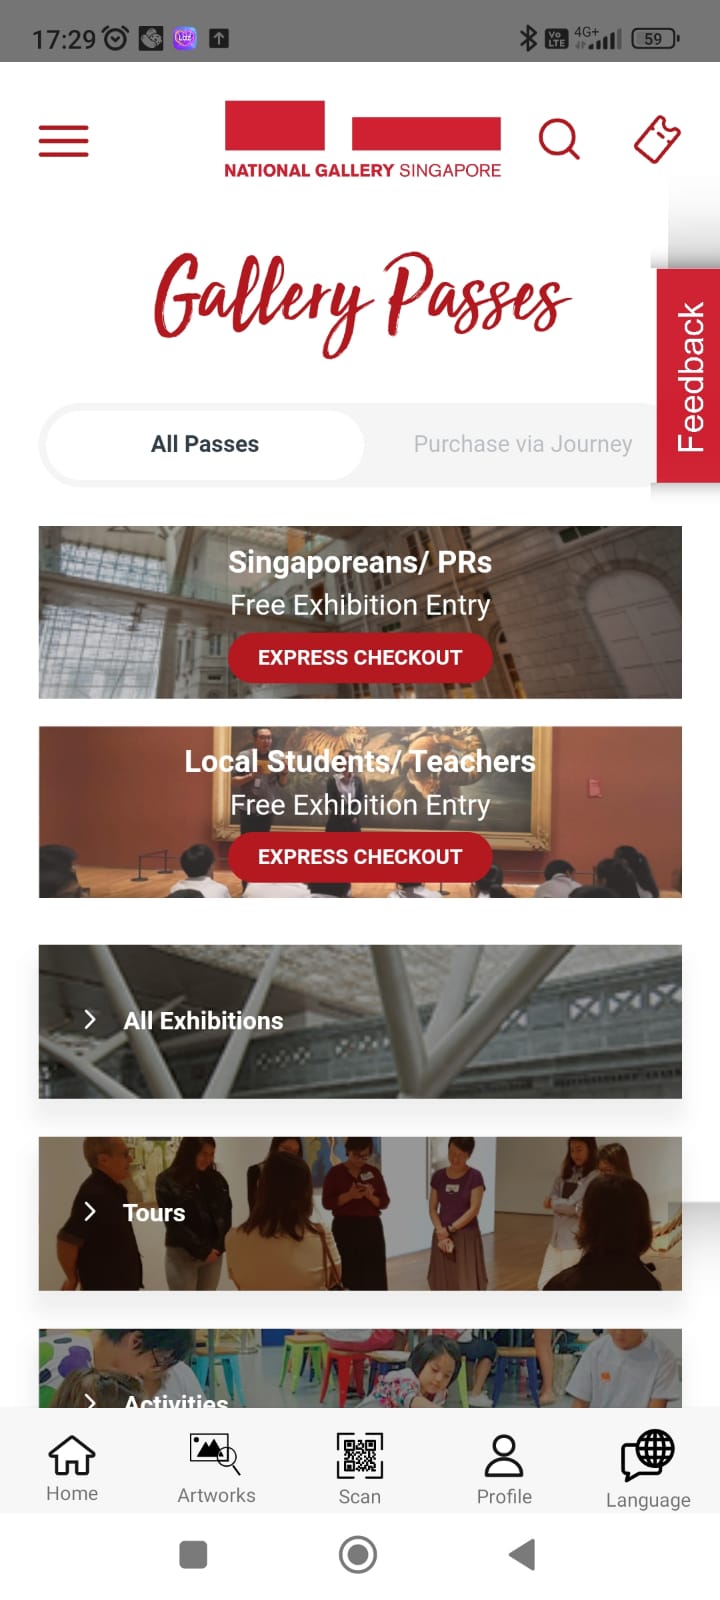 17:29
Vo
LTE
4G+
59
NATIONAL GALLERY SINGAPORE
Gallery Passes
Feedback
All Passes
Purchase via Journey
Singaporeans/ PRs
Free Exhibition Entry
EXPRESS CHECKOUT
Local Students/ Teachers
Free Exhibition Entry
EXPRESS CHECKOUT
All Exhibitions
Tours
Activities
Home
Artworks
Scan
Profile
Language